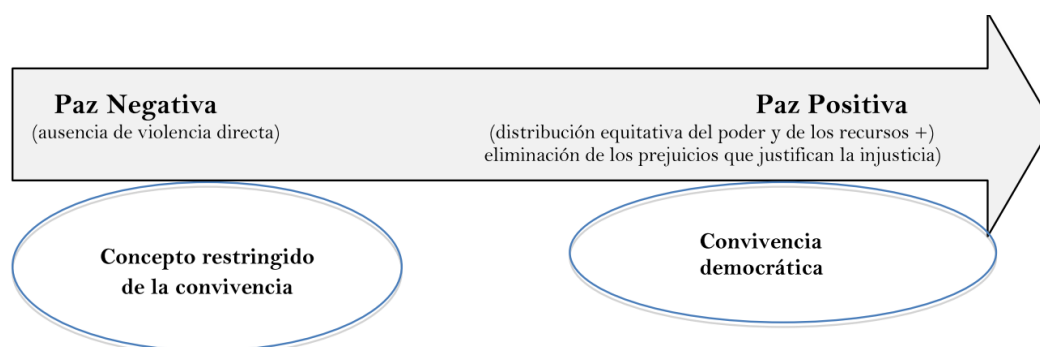 Paz Negativa
(ausencia de violencia directa)
Paz Positiva
(distribución equitativa del poder y de los recursos +)
eliminación de los prejuicios que justifican la injusticia)
Concepto restringido
de la convivencia
Convivencia
democrática